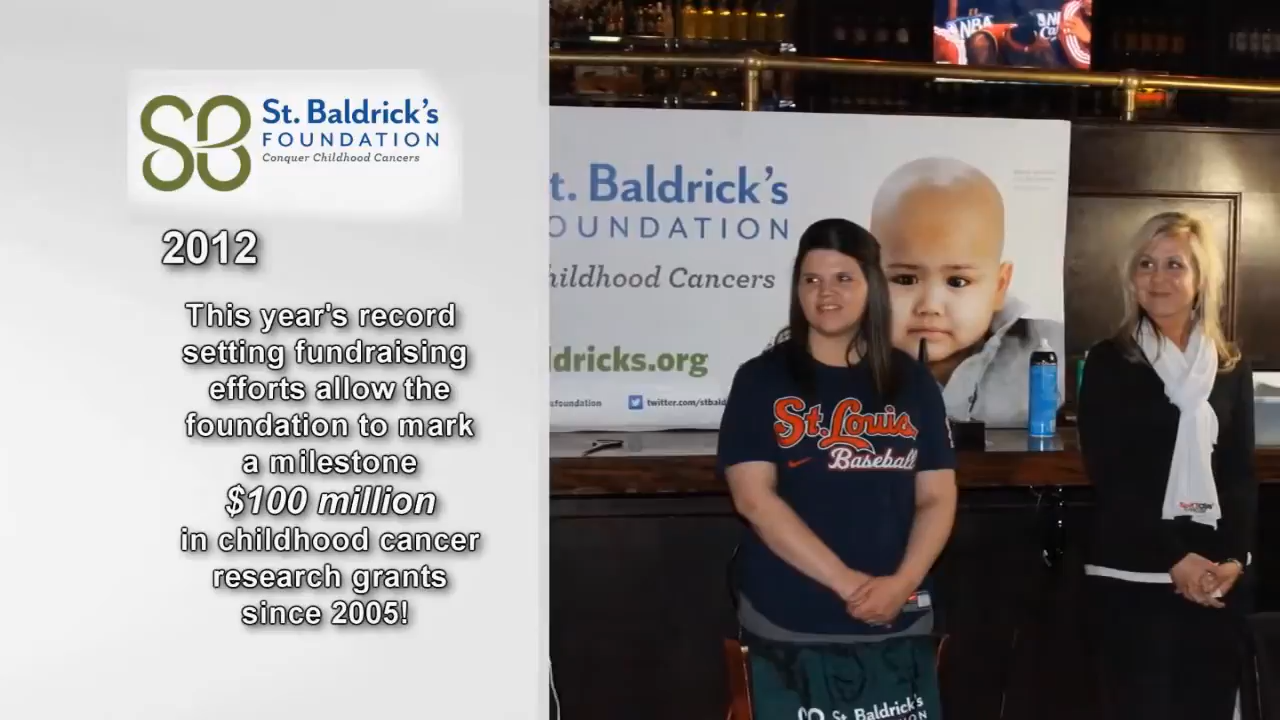 St. Baldrick's
FOUNDATION
Conquer Childhood Cancers
2012
This year's record
setting fundraising
efforts allow the
foundation to mark
a milestone
$100 million
in childhood cancer
research grants
since 2005!
NBA
t. Baldrick's
OUNDATION
hildhood Cancers
ldricks.org
sfoundation
twitter.com/stbald
St. Louis
Baseball
St. Baldrick's